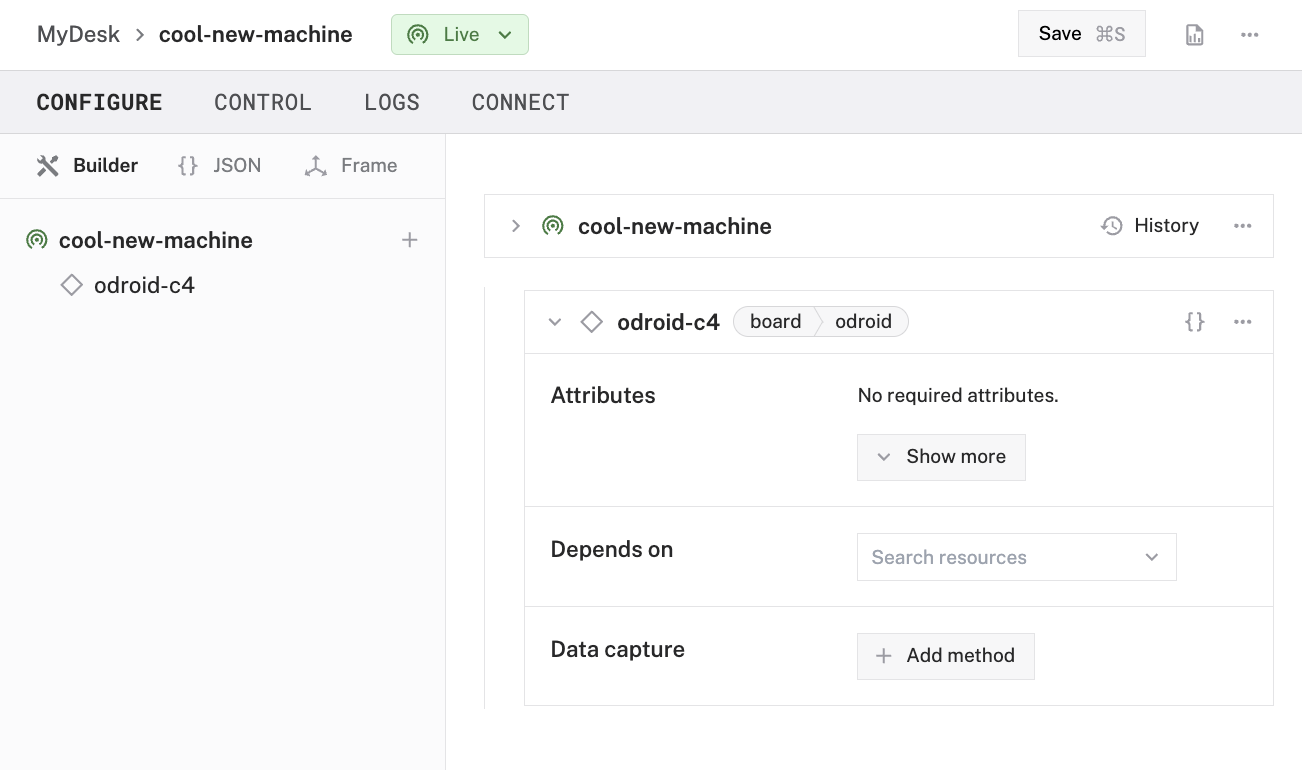 MyDesk > cool-new-machine Live Save ⌘S
CONFIGURE CONTROL LOGS CONNECT
Builder {} JSON Frame
cool-new-machine
odroid-c4
cool-new-machine History
odroid-c4 board odroid {}
Attributes No required attributes.
Show more
Depends on Search resources
Data capture Add method